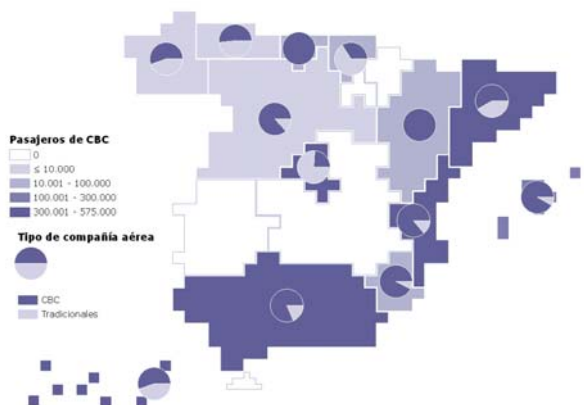 Pasajeros de CBC
0
≤ 10.000
10.001 - 100.000
100.001 - 300.000
300.001 - 575.000
Tipo de compañía aérea
CBC
Tradicionales